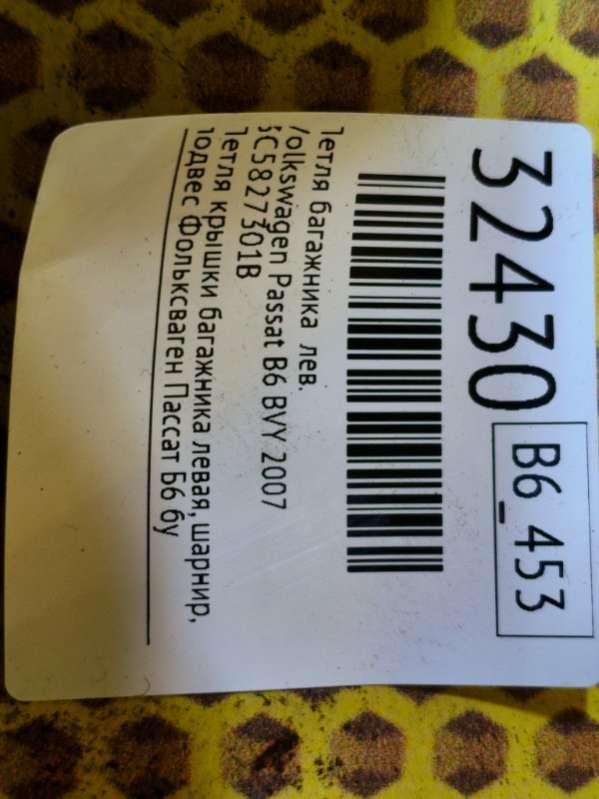 32430
B6_453
Петля багажника лев.
Volkswagen Passat B6 BVY 2007
5C5827301B
Петля крышки багажника левая, шарнир,
подвес Фольксваген Пассат Б6 бу